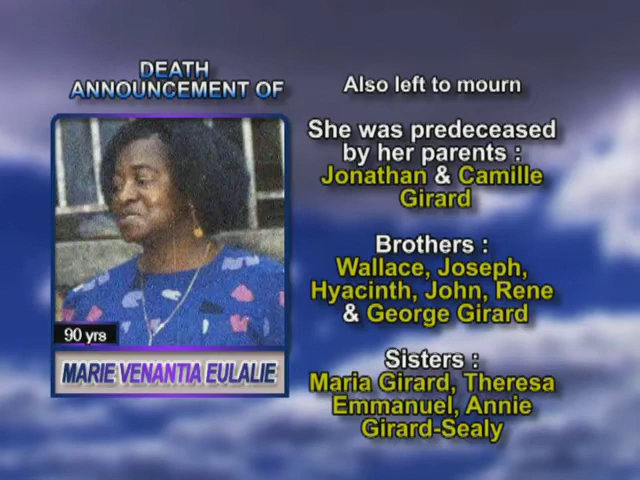 DEATH
ANNOUNCEMENT OF
90 yrs
MARIE VENANTIA EULALIE
Also left to mourn
She was predeceased
by her parents :
Jonathan & Camille
Girard
Brothers :
Wallace, Joseph,
Hyacinth, John, Rene
& George Girard
Sisters :
Maria Girard, Theresa
Emmanuel, Annie
Girard-Sealy